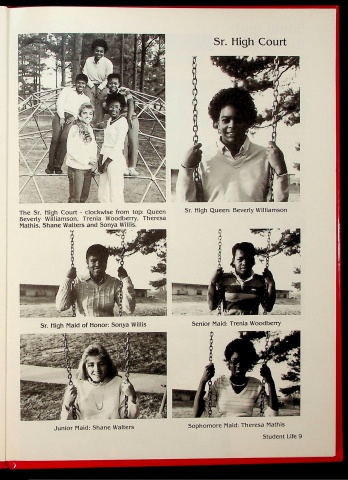 Sr. High Court
The Sr. High Court - clockwise from top: Queen
Beverly Williamson, Trenia Woodberry, Theresa
Mathis, Shane Walters and Sonya Willis.
Sr. High Queen: Beverly Williamson
Sr. High Maid of Honor: Sonya Willis
Senior Maid: Trenia Woodberry
Junior Maid: Shane Walters
Sophomore Maid: Theresa Mathis
Student Life 9